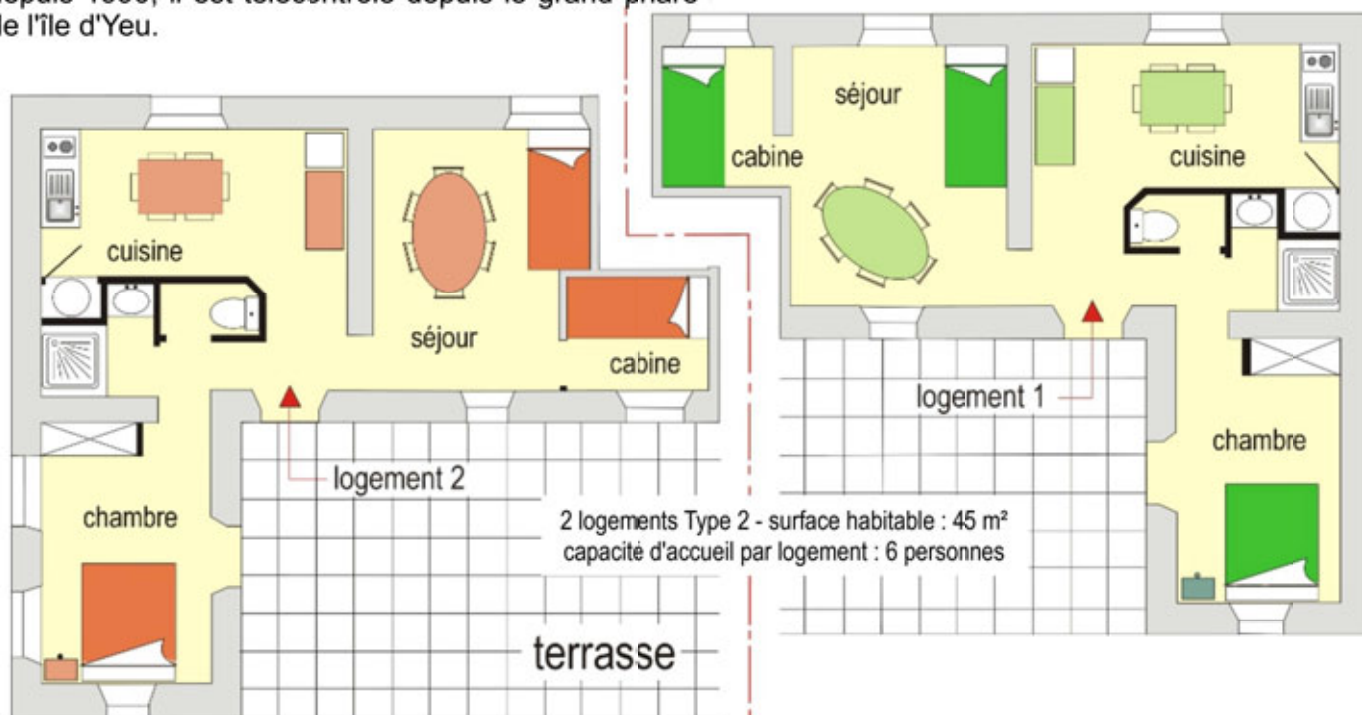 de l'île d'Yeu.
séjour
cabine
cuisine
cuisine
séjour
cabine
logement 1
chambre
logement 2
chambre
2 logements Type 2 - surface habitable : 45 m²
capacité d'accueil par logement : 6 personnes
terrasse